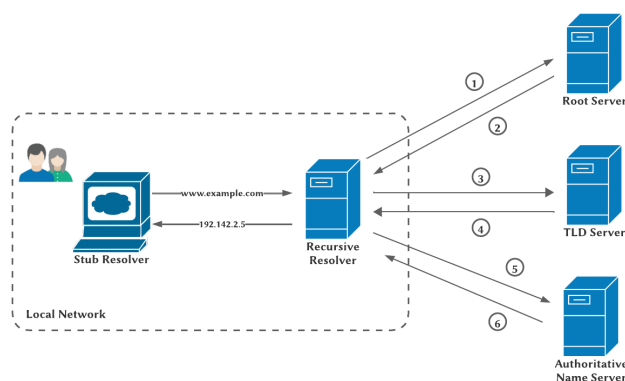 1
Root Server
2
www.example.com
3
192.142.2.5
4
TLD Server
Stub Resolver
Recursive
Resolver
5
Local Network
6
Authoritative
Name Server